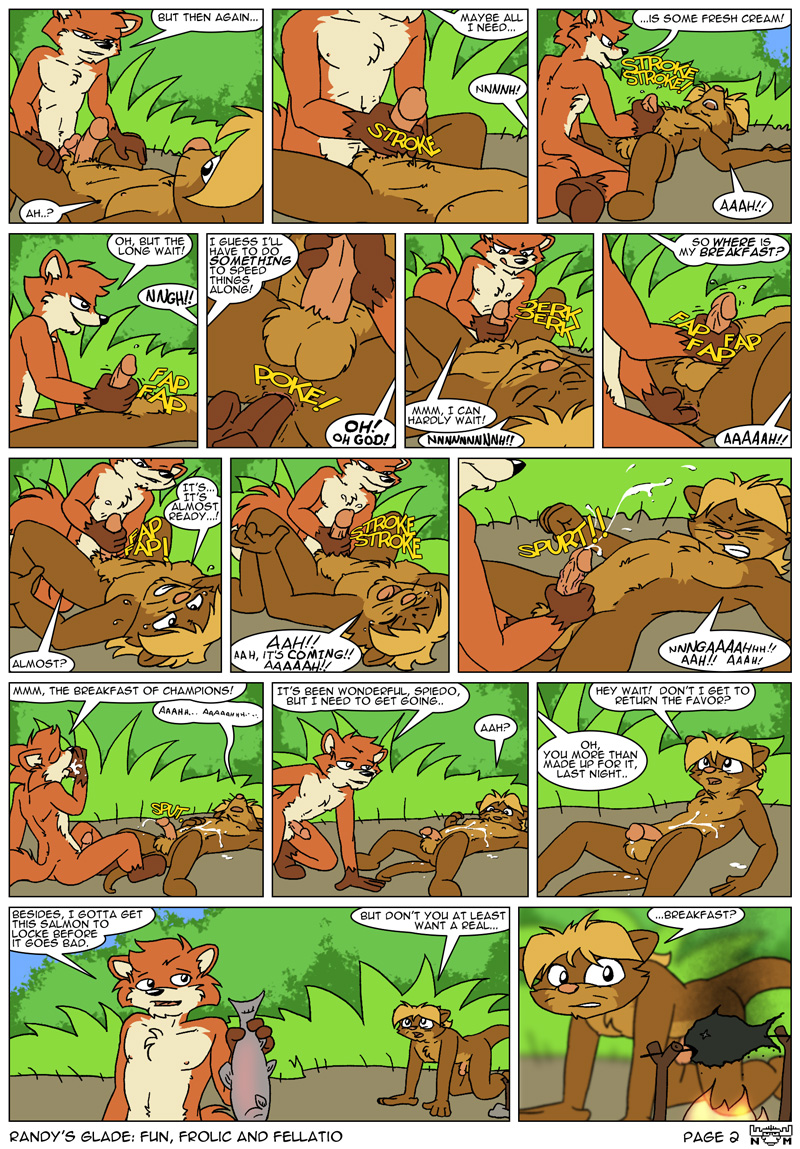 BUT THEN AGAIN...
AH..?
MAYBE ALL
I NEED...
NNNNH!
STROKE
...IS SOME FRESH CREAM!
STROKE
STROKE!
AAAH!!
OH, BUT THE
LONG WAIT!
NNGH!!
FAP
FAP
I GUESS I'LL
HAVE TO DO
SOMETHING
TO SPEED
THINGS
ALONG!
POKE!
OH!
OH GOD!
JERK
JERK
MMM, I CAN
HARDLY WAIT!
NNNNNNNNNH!!
SO WHERE IS
MY BREAKFAST?
FAP
FAP
FAP
AAAAAH!!
IT'S...
IT'S
ALMOST
READY...!
FAP
FAP!
ALMOST?
STROKE
STROKE
AAH!!
AAH, IT'S COMING!!
AAAAAH!!
SPURT!!
NNNGAAAAHHH!!
AAH!! AAAH!
MMM, THE BREAKFAST OF CHAMPIONS!
AAAHH... AAAAAHHH...
SPUT
IT'S BEEN WONDERFUL, SPIEDO,
BUT I NEED TO GET GOING..
AAH?
HEY WAIT! DON'T I GET TO
RETURN THE FAVOR?
OH,
YOU MORE THAN
MADE UP FOR IT,
LAST NIGHT..
BESIDES, I GOTTA GET
THIS SALMON TO
LOCKE BEFORE
IT GOES BAD.
BUT DON'T YOU AT LEAST
WANT A REAL...
...BREAKFAST?
RANDY'S GLADE: FUN, FROLIC AND FELLATIO
PAGE 2
N M